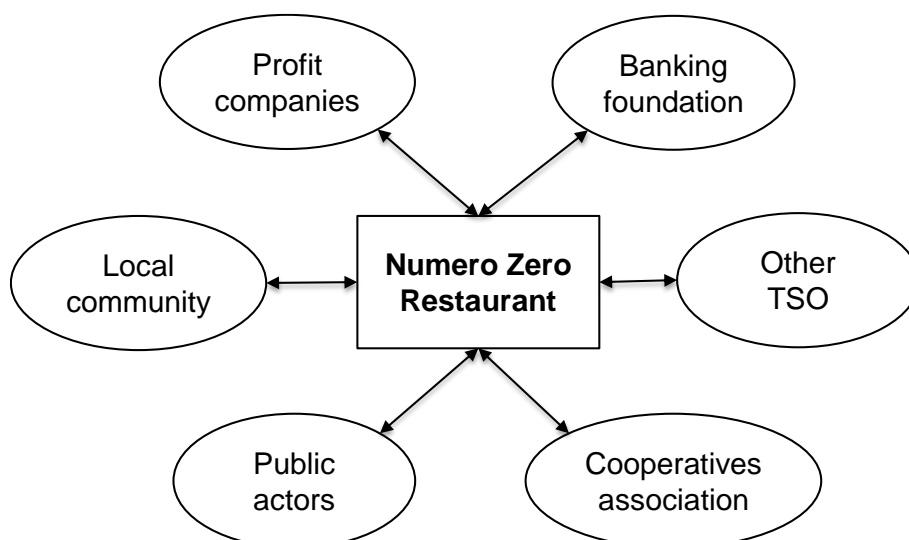 Profit
companies
Banking
foundation
Local
community
Numero Zero
Restaurant
Other
TSO
Public
actors
Cooperatives
association